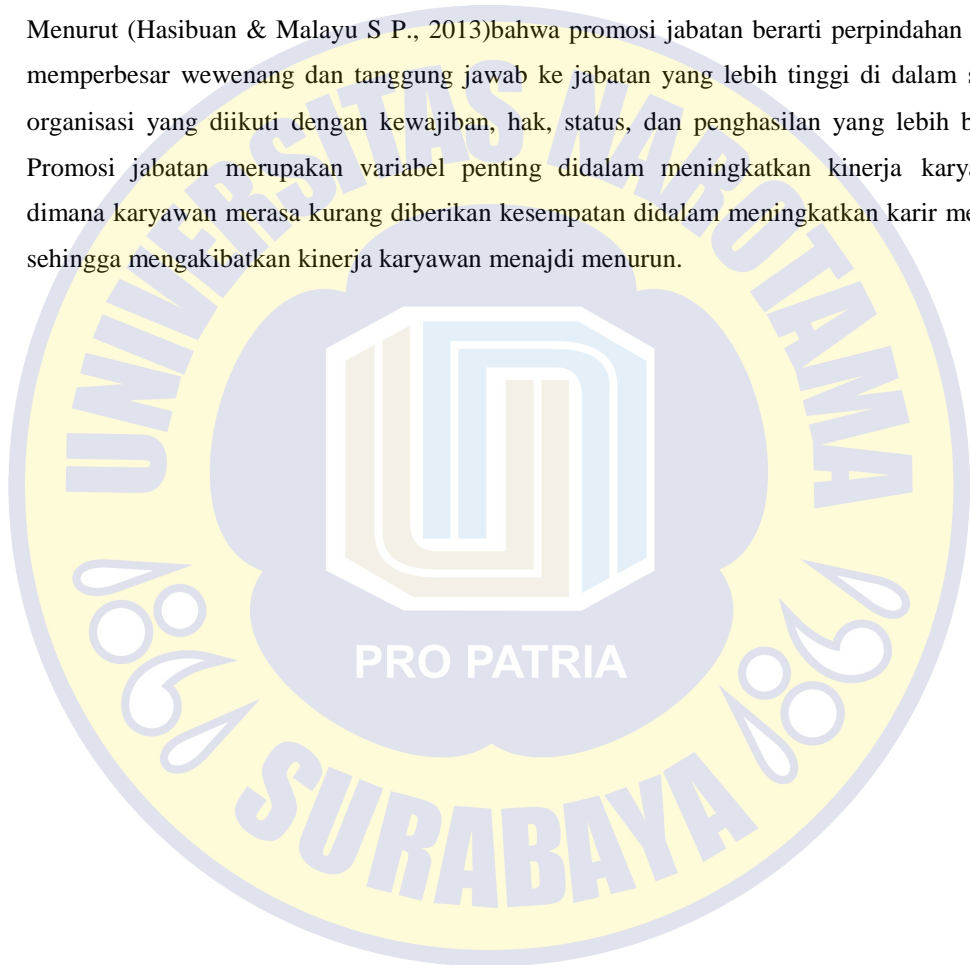 Menurut (Hasibuan & Malayu S P., 2013)bahwa promosi jabatan berarti perpindahan
memperbesar wewenang dan tanggung jawab ke jabatan yang lebih tinggi di dalam
organisasi yang diikuti dengan kewajiban, hak, status, dan penghasilan yang lebih
Promosi jabatan merupakan variabel penting didalam meningkatkan kinerja
dimana karyawan merasa kurang diberikan kesempatan didalam meningkatkan karir
sehingga mengakibatkan kinerja karyawan menajdi menurun.
UNIVERSITAS NAROTAMA
PRO PATRIA
SURABAYA